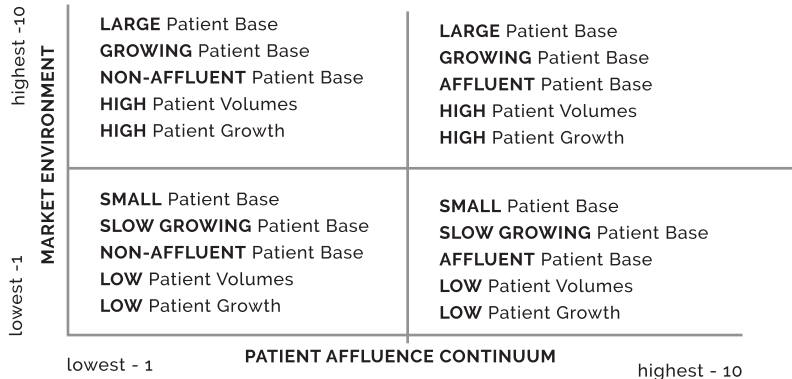 highest -10
MARKET ENVIRONMENT
lowest -1
LARGE Patient Base
GROWING Patient Base
NON-AFFLUENT Patient Base
HIGH Patient Volumes
HIGH Patient Growth
LARGE Patient Base
GROWING Patient Base
AFFLUENT Patient Base
HIGH Patient Volumes
HIGH Patient Growth
SMALL Patient Base
SLOW GROWING Patient Base
NON-AFFLUENT Patient Base
LOW Patient Volumes
LOW Patient Growth
SMALL Patient Base
SLOW GROWING Patient Base
AFFLUENT Patient Base
LOW Patient Volumes
LOW Patient Growth
lowest - 1
PATIENT AFFLUENCE CONTINUUM
highest - 10